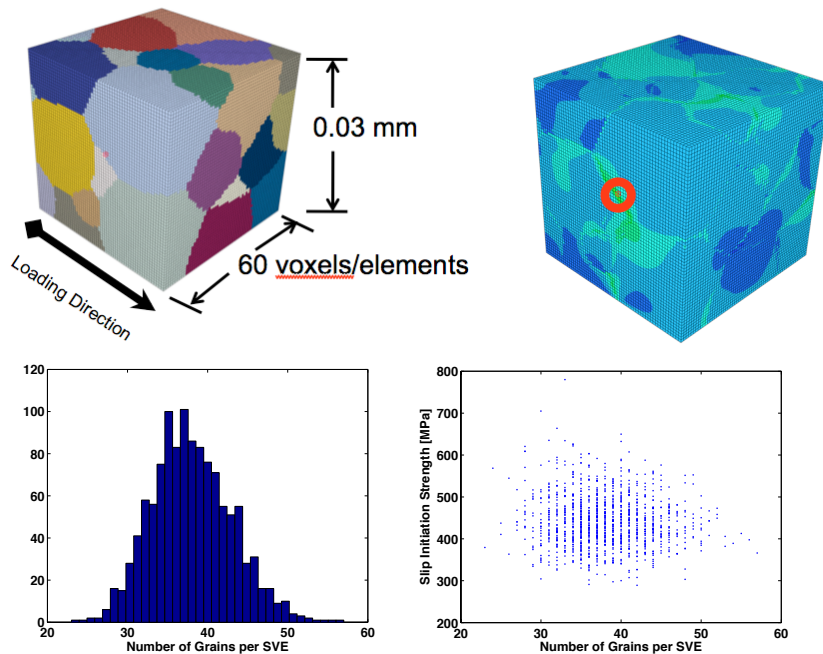 0.03 mm
60 voxels/elements
Loading Direction
120
100
80
60
40
20
0
20 30 40 50 60
Number of Grains per SVE
800
700
600
500
400
300
200
Slip Initiation Strength [MPa]
20 30 40 50 60
Number of Grains per SVE